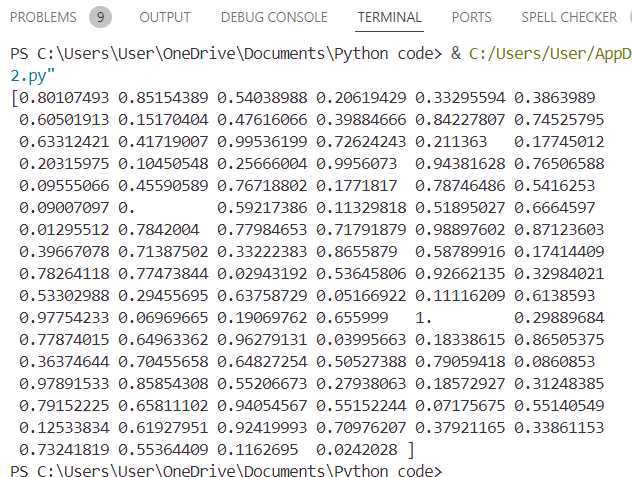 PROBLEMS 9 OUTPUT DEBUG CONSOLE TERMINAL PORTS SPELL CHECKER
PS C:\Users\User\OneDrive\Documents\Python code> & C:/Users/User/AppD
2.py"
[0.80107493 0.85154389 0.54038988 0.20619429 0.33295594 0.3863989
0.60501913 0.15170404 0.47616066 0.39884666 0.84227807 0.74525795
0.63312421 0.41719007 0.99536199 0.72624243 0.211363 0.17745012
0.20315975 0.10450548 0.25666004 0.9956073 0.94381628 0.76506588
0.09555066 0.45590589 0.76718802 0.1771817 0.78746486 0.5416253
0.09007097 0. 0.59217386 0.11329818 0.51895027 0.6664597
0.01295512 0.7842004 0.77984653 0.71791879 0.98897602 0.87123603
0.39667078 0.71387502 0.33222383 0.8655879 0.58789916 0.17414409
0.78264118 0.77473844 0.02943192 0.53645806 0.92662135 0.32984021
0.53302988 0.29455695 0.63758729 0.05166922 0.11116209 0.6138593
0.97754233 0.06969665 0.19069762 0.655999 1. 0.29889684
0.77874015 0.64963362 0.96279131 0.03995663 0.18338615 0.86505375
0.36374644 0.70455658 0.64827254 0.50527388 0.79059418 0.0860853
0.97891533 0.85854308 0.55206673 0.27938063 0.18572927 0.31248385
0.79152225 0.65811102 0.94054567 0.55152244 0.07175675 0.55140549
0.12533834 0.61927951 0.92419993 0.70976207 0.37921165 0.33861153
0.73241819 0.55364409 0.1162695 0.0242028 ]
PS C:\Users\User\OneDrive\Documents\Python code>